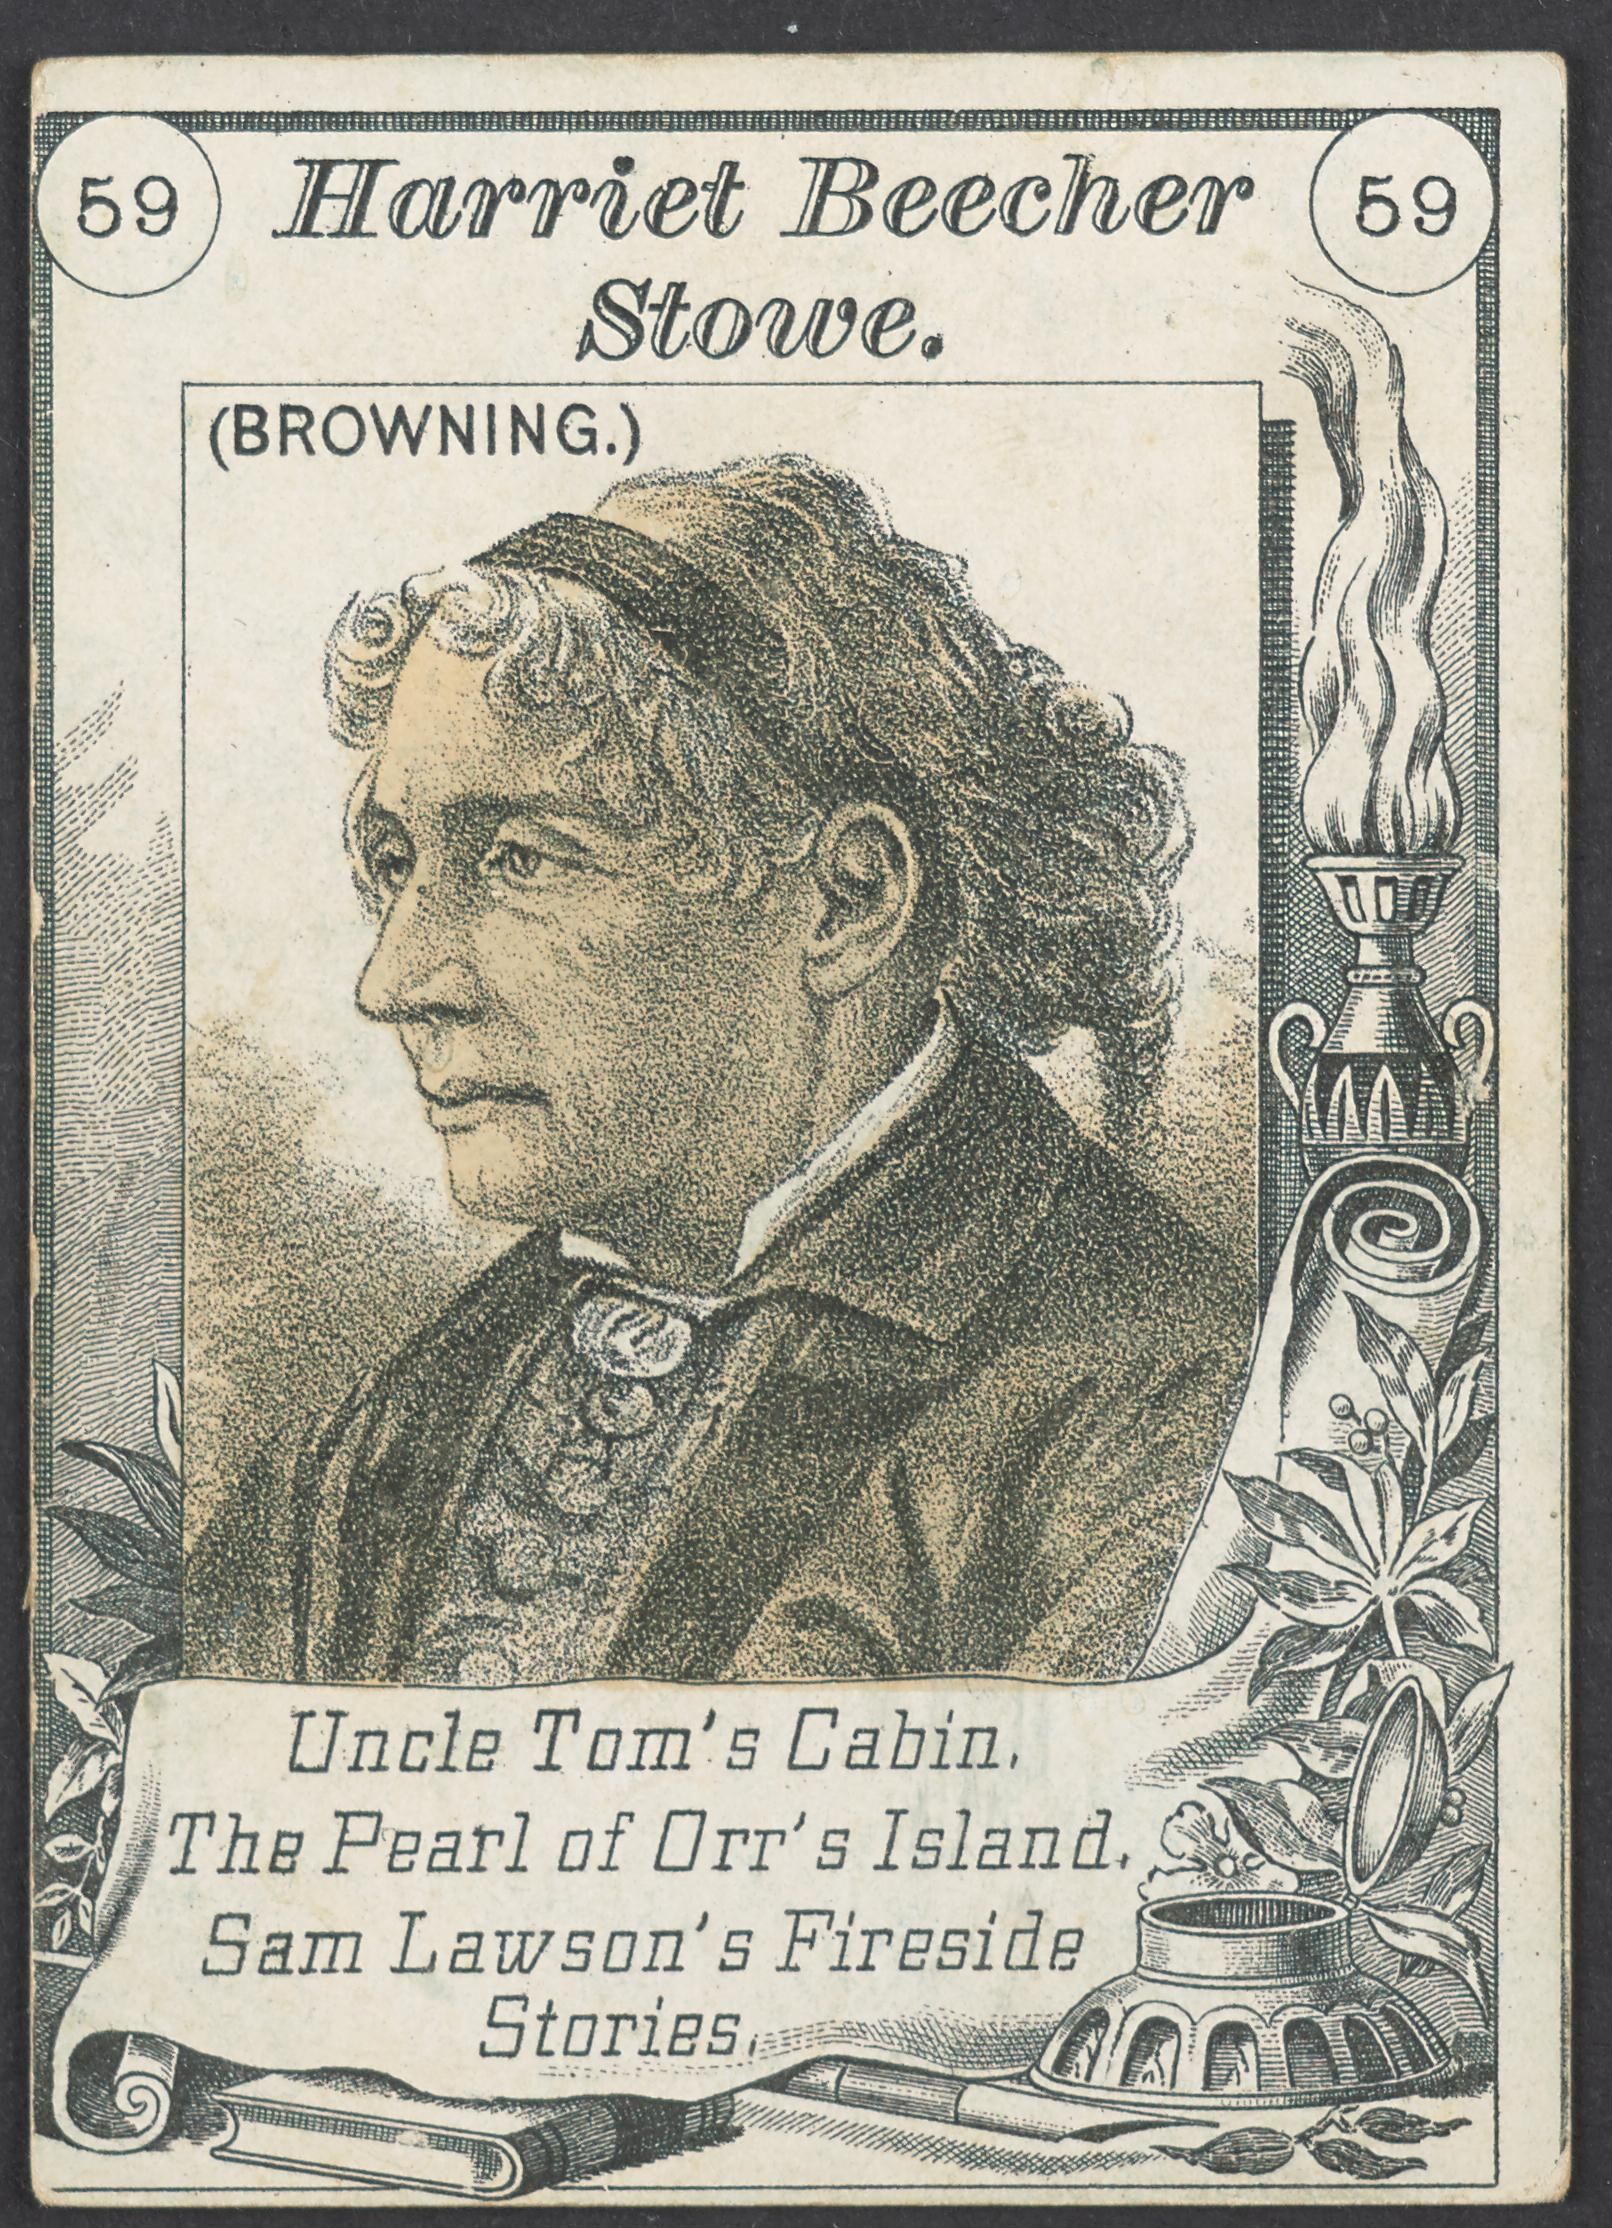 59 Harriet Beecher 59
Stowe.
(BROWNING.)
Uncle Tom's Cabin.
The Pearl of Orr's Island.
Sam Lawson's Fireside
Stories.